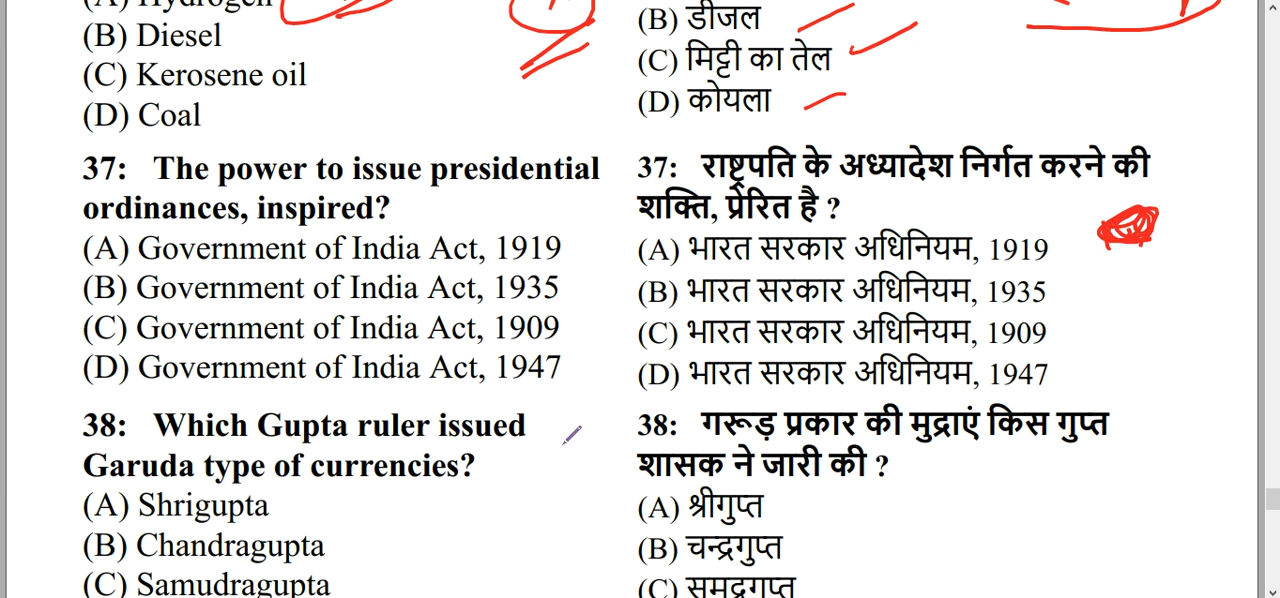 (A) Hydrogen
(B) Diesel
(C) Kerosene oil
(D) Coal
37: The power to issue presidential
ordinances, inspired?
(A) Government of India Act, 1919
(B) Government of India Act, 1935
(C) Government of India Act, 1909
(D) Government of India Act, 1947
38: Which Gupta ruler issued
Garuda type of currencies?
(A) Shrigupta
(B) Chandragupta
(C) Samudragupta
(B) डीजल
(C) मिट्टी का तेल
(D) कोयला
37: राष्ट्रपति के अध्यादेश निर्गत करने की
शक्ति, प्रेरित है ?
(A) भारत सरकार अधिनियम, 1919
(B) भारत सरकार अधिनियम, 1935
(C) भारत सरकार अधिनियम, 1909
(D) भारत सरकार अधिनियम, 1947
38: गरूड़ प्रकार की मुद्राएं किस गुप्त
शासक ने जारी की ?
(A) श्रीगुप्त
(B) चन्द्रगुप्त
(C) समुद्रगुप्त